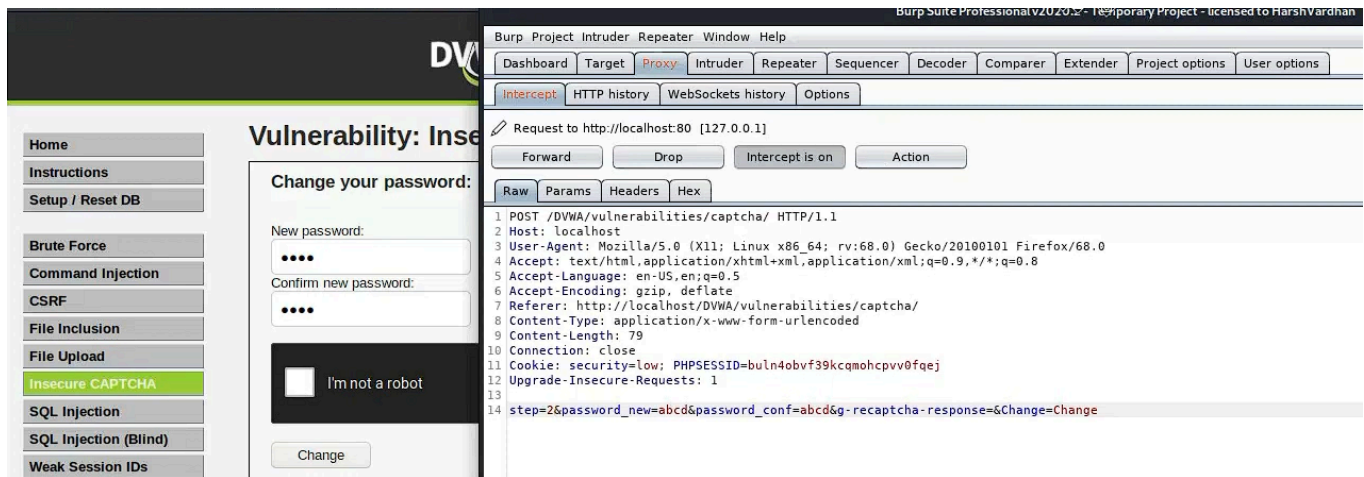 DV
Home
Instructions
Setup / Reset DB
Brute Force
Command Injection
CSRF
File Inclusion
File Upload
Insecure CAPTCHA
SQL Injection
SQL Injection (Blind)
Weak Session IDs
Vulnerability: Inse
Change your password:
New password:
••••
Confirm new password:
••••
I'm not a robot
Change
Burp Suite Professional v2020.2 - Temporary Project - licensed to HarshVardhan
Burp Project Intruder Repeater Window Help
Dashboard Target Proxy Intruder Repeater Sequencer Decoder Comparer Extender Project options User options
Intercept HTTP history WebSockets history Options
Request to http://localhost:80 [127.0.0.1]
Forward Drop Intercept is on Action
Raw Params Headers Hex
1 POST /DVWA/vulnerabilities/captcha/ HTTP/1.1
2 Host: localhost
3 User-Agent: Mozilla/5.0 (X11; Linux x86_64; rv:68.0) Gecko/20100101 Firefox/68.0
4 Accept: text/html,application/xhtml+xml,application/xml;q=0.9,*/*;q=0.8
5 Accept-Language: en-US,en;q=0.5
6 Accept-Encoding: gzip, deflate
7 Referer: http://localhost/DVWA/vulnerabilities/captcha/
8 Content-Type: application/x-www-form-urlencoded
9 Content-Length: 79
10 Connection: close
11 Cookie: security=low; PHPSESSID=buln4obvf39kcqmohcpvv0fqej
12 Upgrade-Insecure-Requests: 1
13
14 step=2&password_new=abcd&password_conf=abcd&g-recaptcha-response=&Change=Change